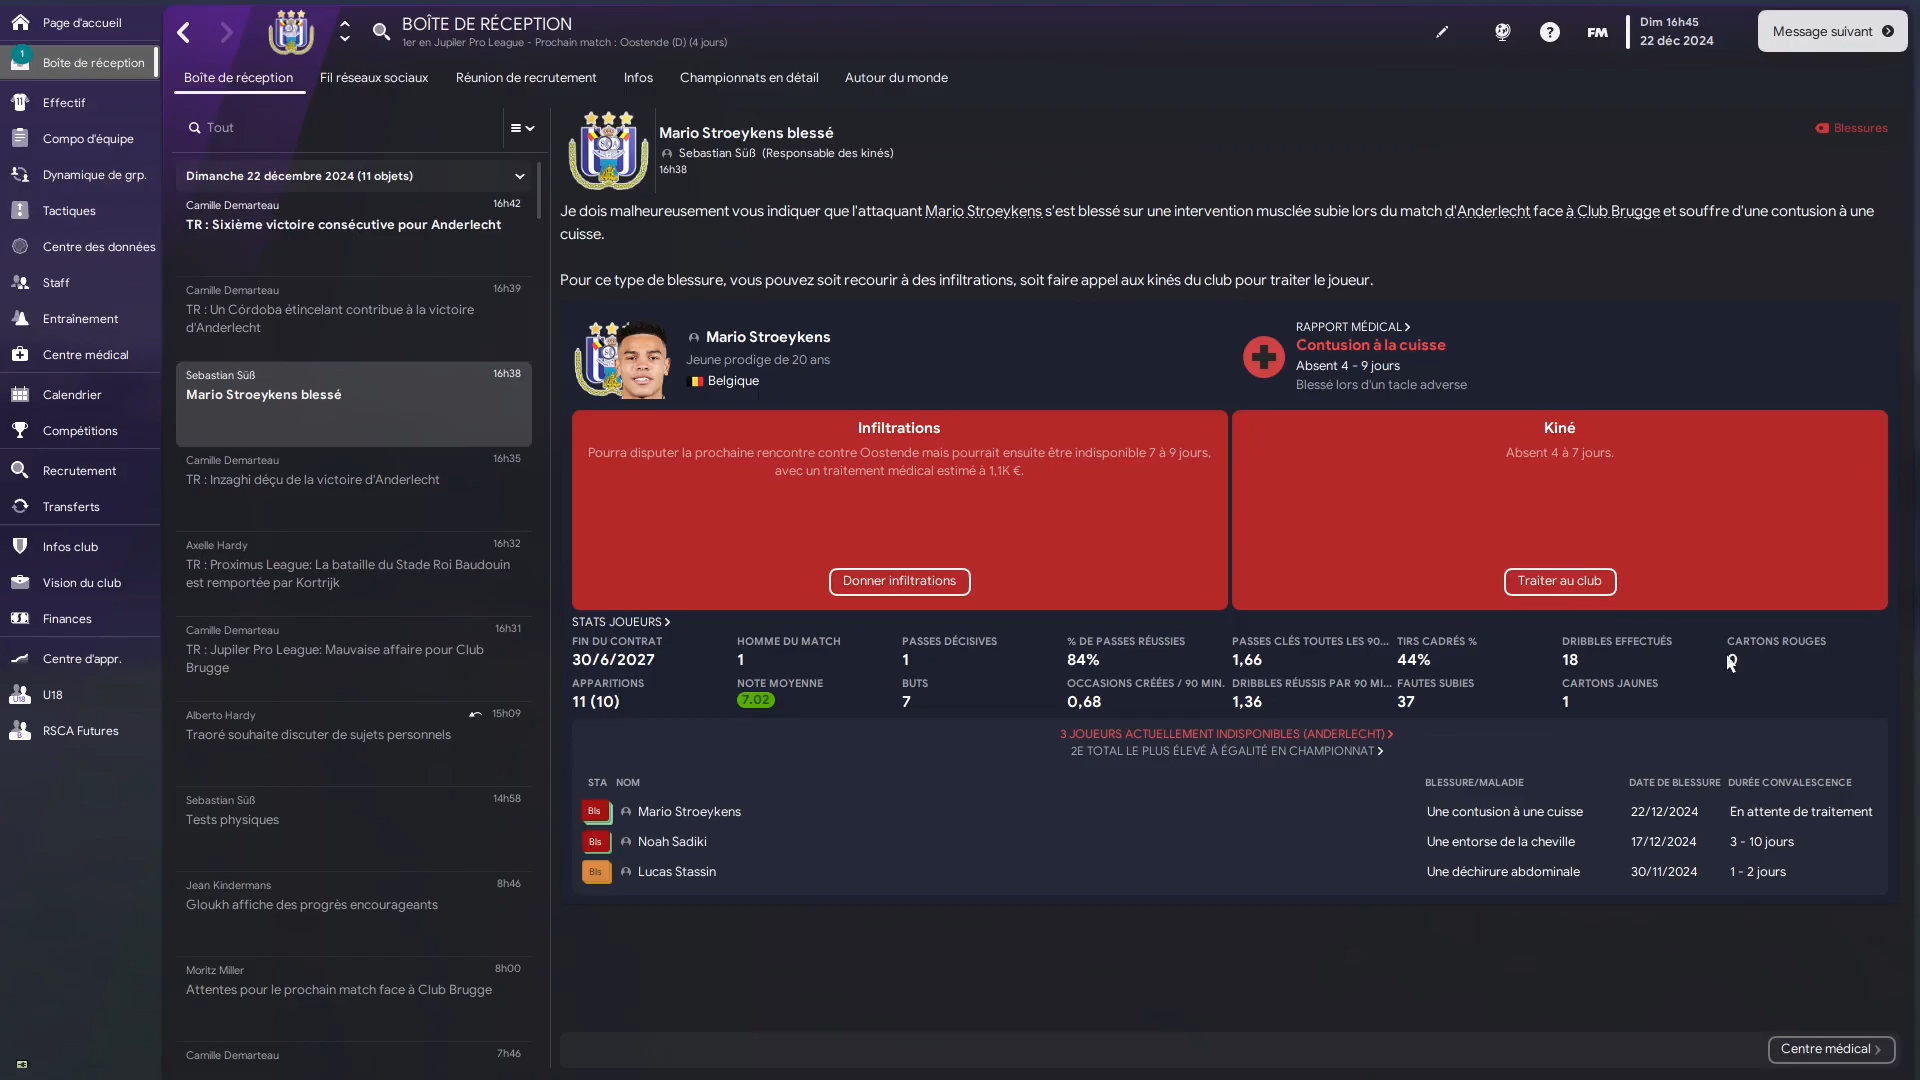 Page d'accueil
1
Boîte de réception
Effectif
Compo d'équipe
Dynamique de grp.
Tactiques
Centre des données
Staff
Entraînement
Centre médical
Calendrier
Compétitions
Recrutement
Transferts
Infos club
Vision du club
Finances
Centre d'appr.
U18
RSCA Futures
BOÎTE DE RÉCEPTION
1er en Jupiler Pro League - Prochain match : Oostende (D) (4 jours)
FM
Dim 16h45
22 déc 2024
Message suivant
Boîte de réception
Fil réseaux sociaux
Réunion de recrutement
Infos
Championnats en détail
Autour du monde
Tout
Dimanche 22 décembre 2024 (11 objets)
Camille Demarteau 16h42
TR : Sixième victoire consécutive pour Anderlecht
Camille Demarteau 16h39
TR : Un Córdoba étincelant contribue à la victoire
d'Anderlecht
Sebastian Süß 16h38
Mario Stroeykens blessé
Camille Demarteau 16h35
TR : Inzaghi déçu de la victoire d'Anderlecht
Axelle Hardy 16h32
TR : Proximus League: La bataille du Stade Roi Baudouin
est remportée par Kortrijk
Camille Demarteau 16h31
TR : Jupiler Pro League: Mauvaise affaire pour Club
Brugge
Alberto Hardy 15h09
Traoré souhaite discuter de sujets personnels
Sebastian Süß 14h58
Tests physiques
Jean Kindermans 8h46
Gloukh affiche des progrès encourageants
Moritz Miller 8h00
Attentes pour le prochain match face à Club Brugge
Camille Demarteau 7h46
Mario Stroeykens blessé
Sebastian Süß (Responsable des kinés)
16h38
Blessures
Je dois malheureusement vous indiquer que l'attaquant Mario Stroeykens s'est blessé sur une intervention musclée subie lors du match d'Anderlecht face à Club Brugge et souffre d'une contusion à une
cuisse.
Pour ce type de blessure, vous pouvez soit recourir à des infiltrations, soit faire appel aux kinés du club pour traiter le joueur.
Mario Stroeykens
Jeune prodige de 20 ans
Belgique
RAPPORT MÉDICAL
Contusion à la cuisse
Absent 4 - 9 jours
Blessé lors d'un tacle adverse
Infiltrations
Pourra disputer la prochaine rencontre contre Oostende mais pourrait ensuite être indisponible 7 à 9 jours,
avec un traitement médical estimé à 1,1K €.
Donner infiltrations
Kiné
Absent 4 à 7 jours.
Traiter au club
STATS JOUEURS
FIN DU CONTRAT HOMME DU MATCH PASSES DÉCISIVES % DE PASSES RÉUSSIES PASSES CLÉS TOUTES LES 90... TIRS CADRÉS % DRIBBLES EFFECTUÉS CARTONS ROUGES
30/6/2027 1 1 84% 1,66 44% 18 0
APPARITIONS NOTE MOYENNE BUTS OCCASIONS CRÉÉES / 90 MIN. DRIBBLES RÉUSSIS PAR 90 MI... FAUTES SUBIES CARTONS JAUNES
11 (10) 7.02 7 0,68 1,36 37 1
3 JOUEURS ACTUELLEMENT INDISPONIBLES (ANDERLECHT)
2E TOTAL LE PLUS ÉLEVÉ À ÉGALITÉ EN CHAMPIONNAT
STA NOM BLESSURE/MALADIE DATE DE BLESSURE DURÉE CONVALESCENCE
Bls Mario Stroeykens Une contusion à une cuisse 22/12/2024 En attente de traitement
Bls Noah Sadiki Une entorse de la cheville 17/12/2024 3 - 10 jours
Bls Lucas Stassin Une déchirure abdominale 30/11/2024 1 - 2 jours
Centre médical